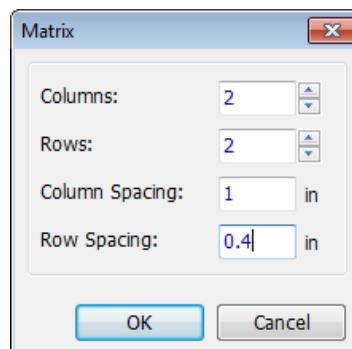 Matrix
Columns: 2
Rows: 2
Column Spacing: 1 in
Row Spacing: 0.4 in
OK Cancel